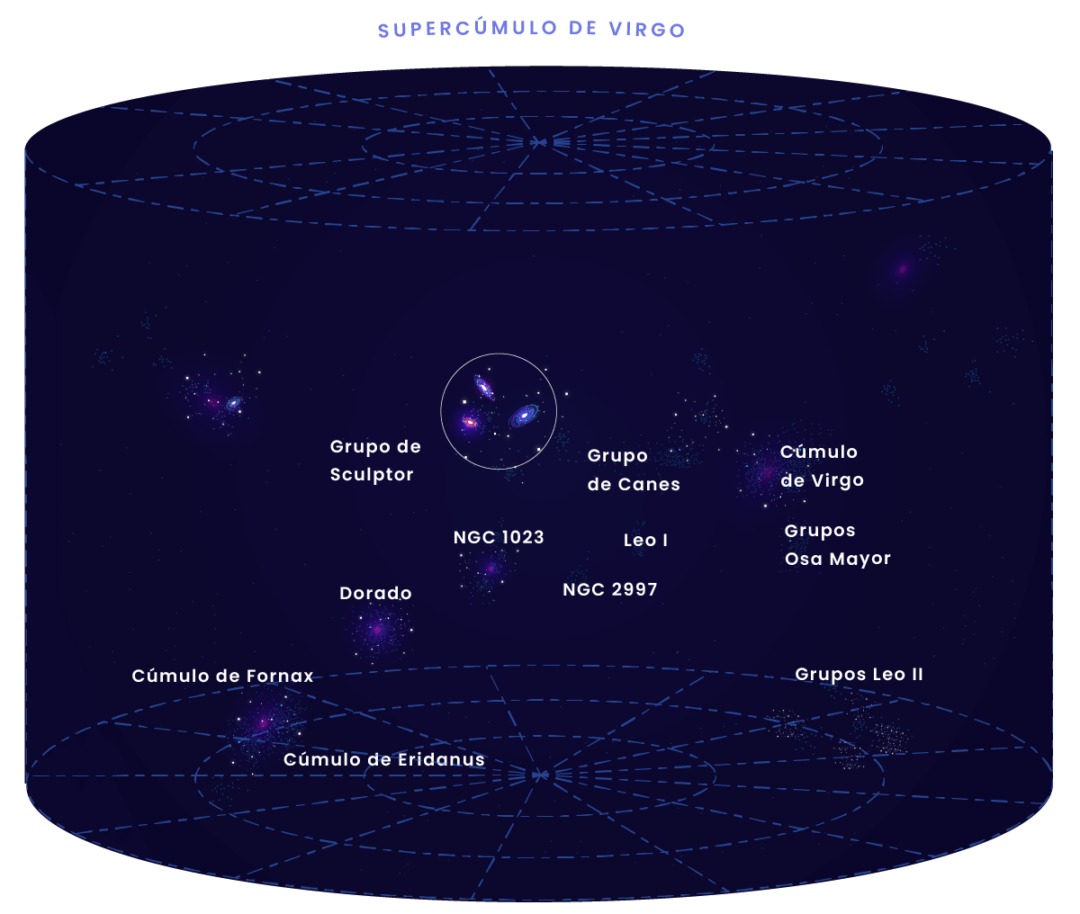 SUPERCÚMULO DE VIRGO
Grupo de
Sculptor
Grupo
de Canes
Cúmulo
de Virgo
NGC 1023
Leo I
Grupos
Osa Mayor
NGC 2997
Dorado
Cúmulo de Fornax
Grupos Leo II
Cúmulo de Eridanus